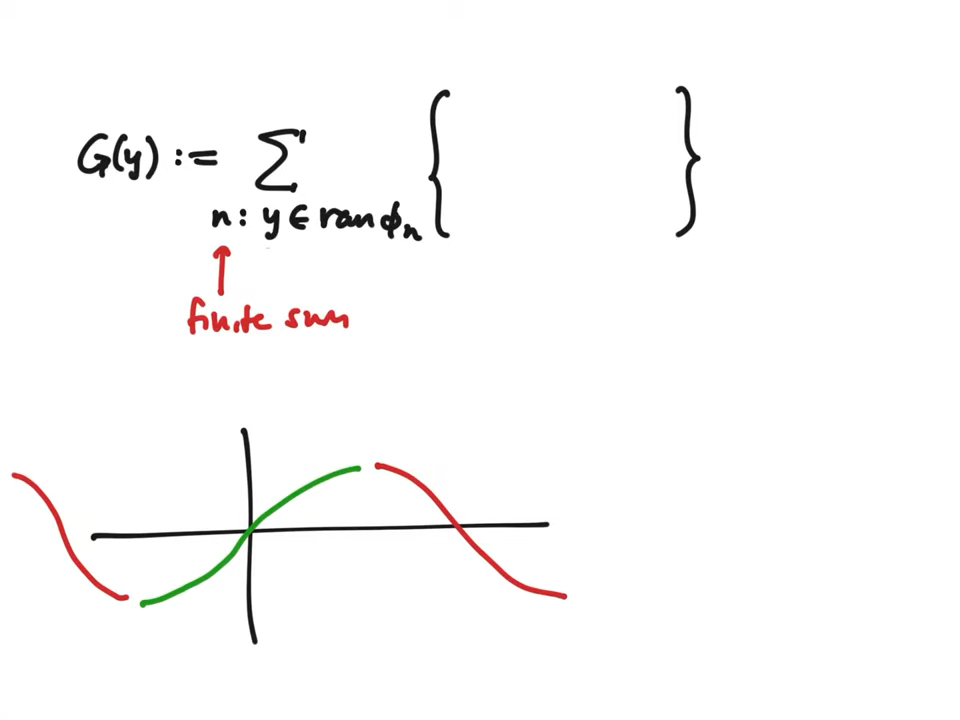 G(y) := ∑ { }
n: y ∈ ran ϕₙ
↑
finite sum